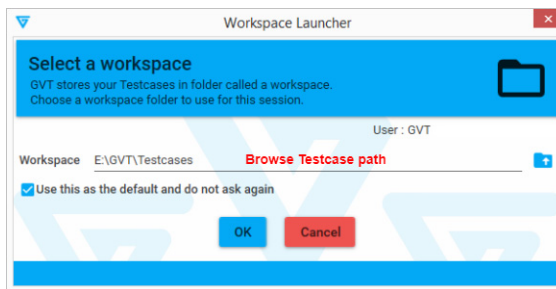 Workspace Launcher
Select a workspace
GVT stores your Testcases in folder called a workspace.
Choose a workspace folder to use for this session.
User : GVT
Workspace E:\GVT\Testcases Browse Testcase path
Use this as the default and do not ask again
OK Cancel